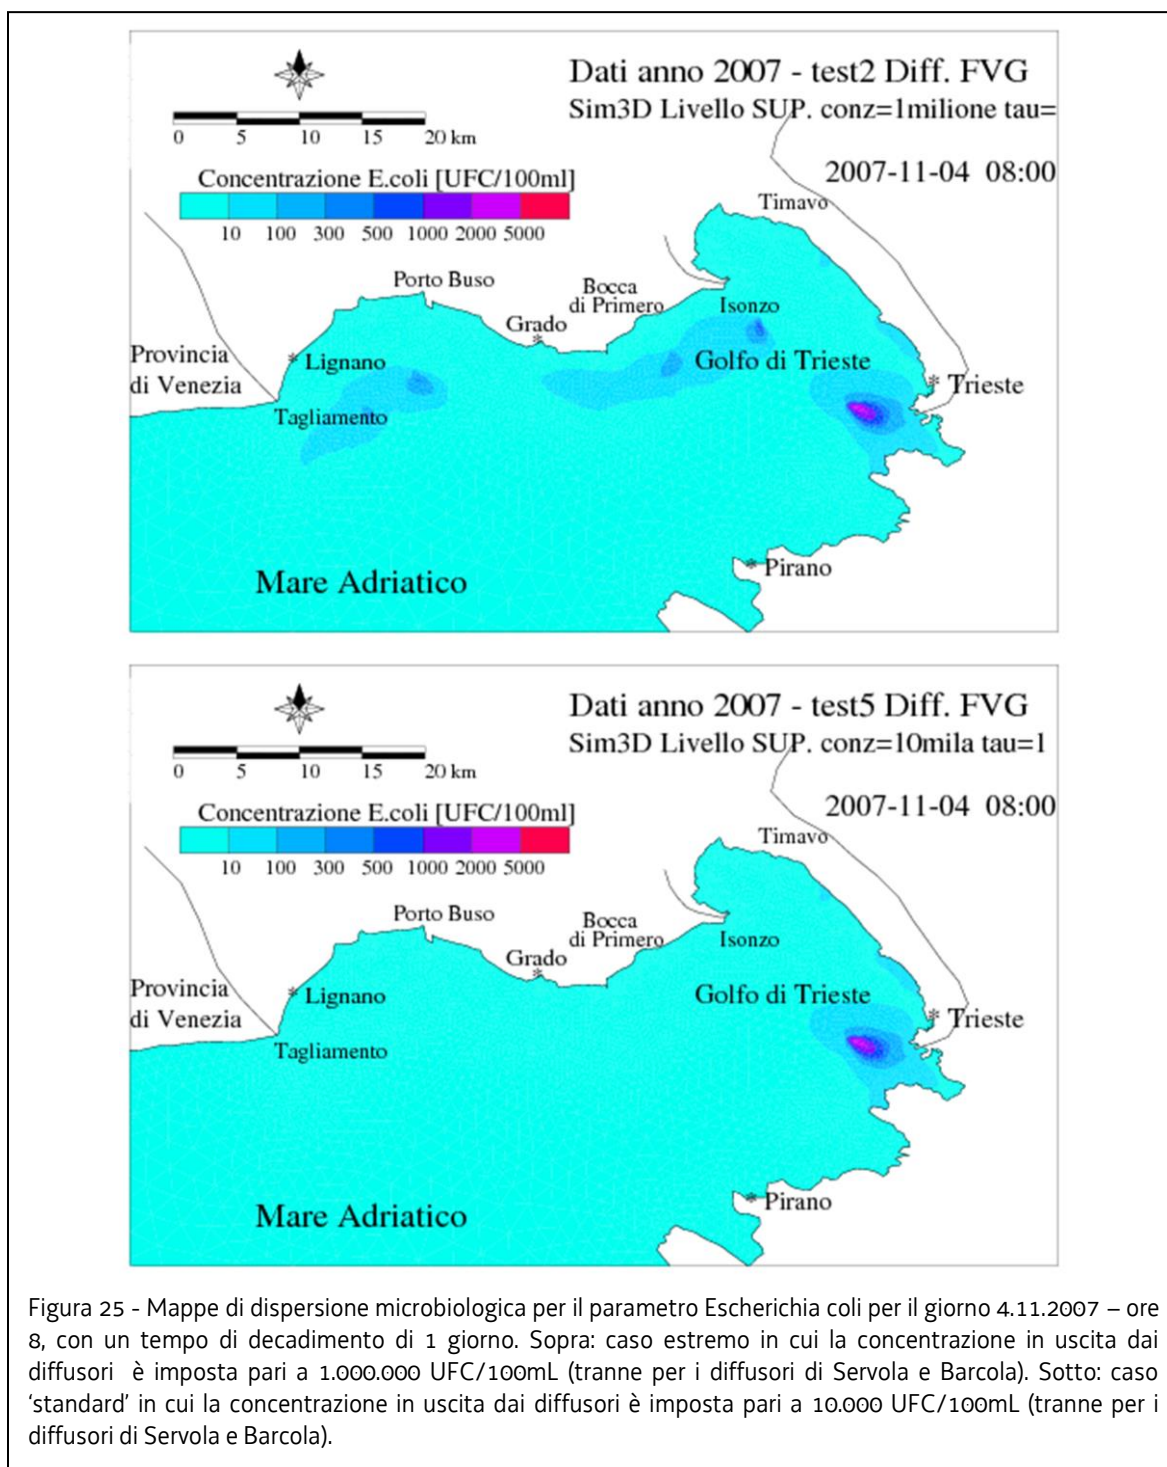 Dati anno 2007 - test2 Diff. FVG
Sim3D Livello SUP. conz=1milione tau=
2007-11-04 08:00
0 5 10 15 20 km
Concentrazione E.coli [UFC/100ml]
10 100 300 500 1000 2000 5000
Timavo
Porto Buso
Bocca
di Primero
Isonzo
Grado
Provincia
di Venezia
Lignano
Golfo di Trieste
Trieste
Tagliamento
Pirano
Mare Adriatico
Dati anno 2007 - test5 Diff. FVG
Sim3D Livello SUP. conz=10mila tau=1
2007-11-04 08:00
0 5 10 15 20 km
Concentrazione E.coli [UFC/100ml]
10 100 300 500 1000 2000 5000
Timavo
Porto Buso
Bocca
di Primero
Isonzo
Grado
Provincia
di Venezia
Lignano
Golfo di Trieste
Trieste
Tagliamento
Pirano
Mare Adriatico
Figura 25 - Mappe di dispersione microbiologica per il parametro Escherichia coli per il giorno 4.11.2007 – ore
8, con un tempo di decadimento di 1 giorno. Sopra: caso estremo in cui la concentrazione in uscita dai
diffusori è imposta pari a 1.000.000 UFC/100mL (tranne per i diffusori di Servola e Barcola). Sotto: caso
‘standard’ in cui la concentrazione in uscita dai diffusori è imposta pari a 10.000 UFC/100mL (tranne per i
diffusori di Servola e Barcola).